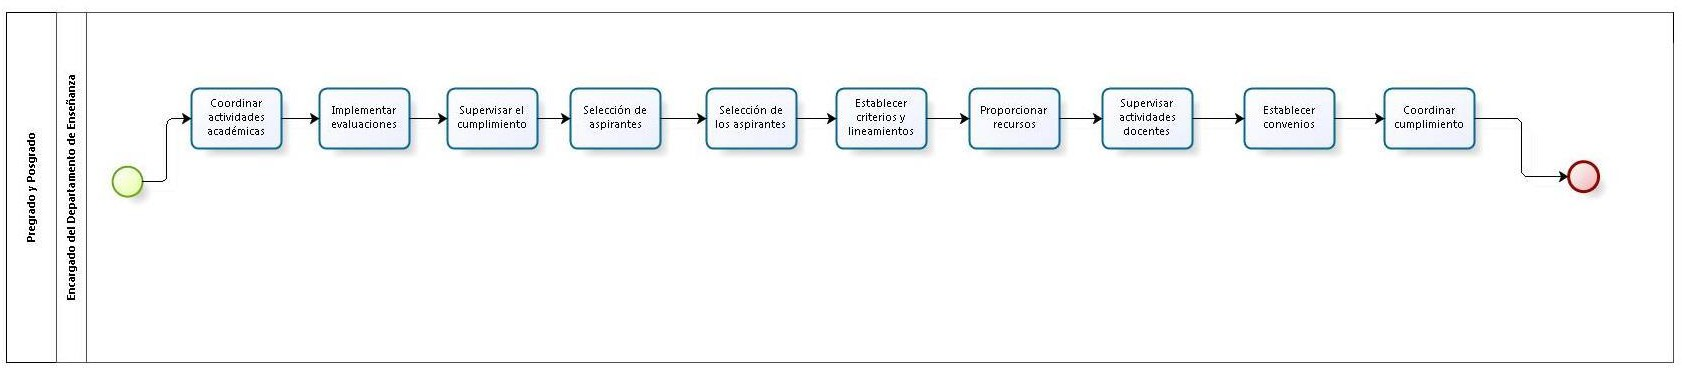 Pregrado y Posgrado
Encargado del Departamento de Enseñanza
Coordinar
actividades
académicas
Implementar
evaluaciones
Supervisar el
cumplimiento
Selección de
aspirantes
Selección de
los aspirantes
Establecer
criterios y
lineamientos
Proporcionar
recursos
Supervisar
actividades
docentes
Establecer
convenios
Coordinar
cumplimiento